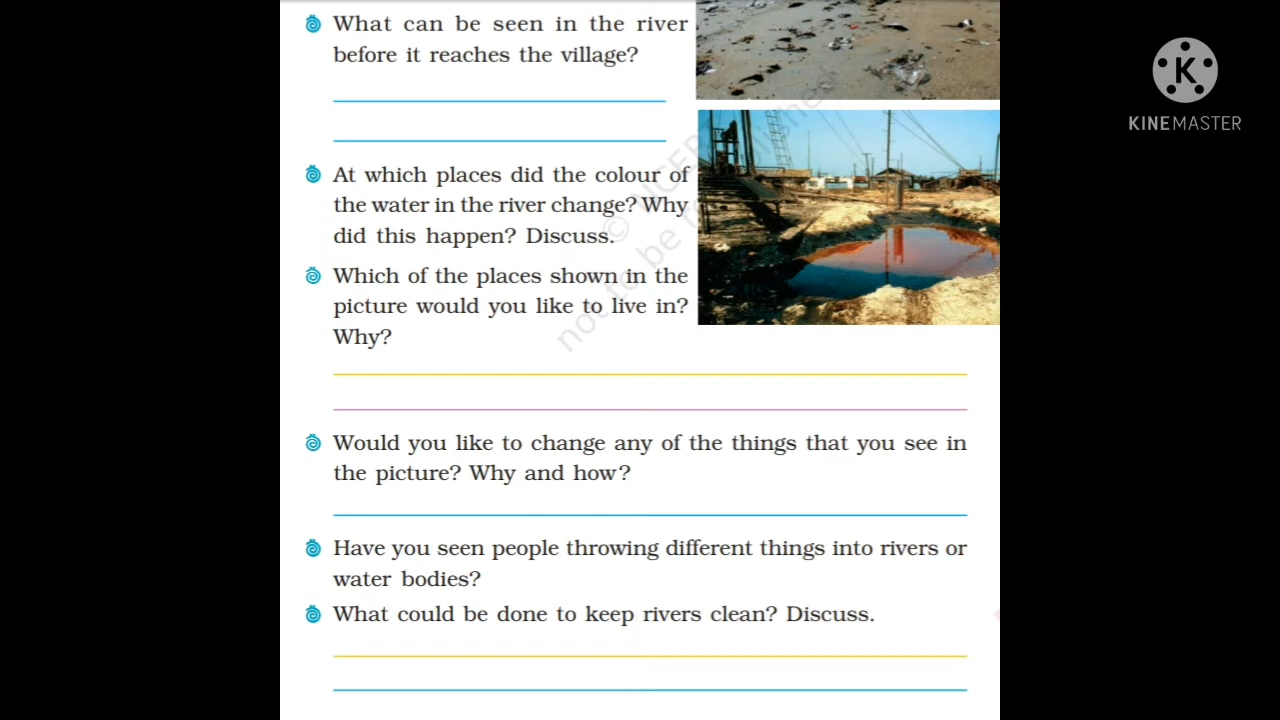 What can be seen in the river
before it reaches the village?
At which places did the colour of
the water in the river change? Why
did this happen? Discuss.
Which of the places shown in the
picture would you like to live in?
Why?
Would you like to change any of the things that you see in
the picture? Why and how?
Have you seen people throwing different things into rivers or
water bodies?
What could be done to keep rivers clean? Discuss.
K
KINEMASTER
not to be